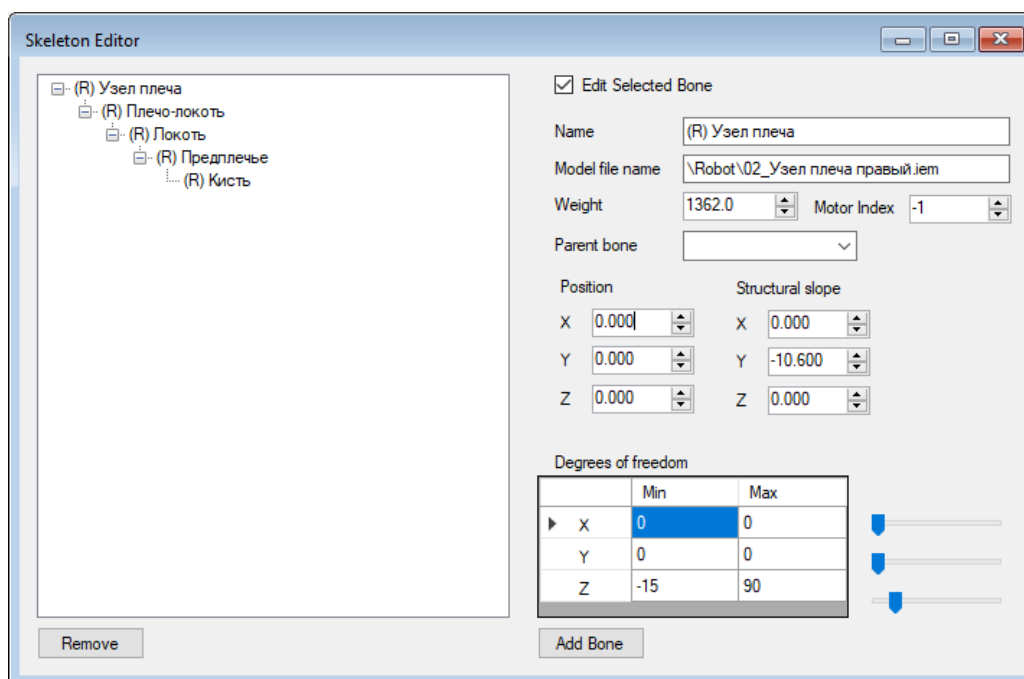 Skeleton Editor
(R) Узел плеча
(R) Плечо-локоть
(R) Локоть
(R) Предплечье
(R) Кисть
Remove
Edit Selected Bone
Name (R) Узел плеча
Model file name \Robot\02_Узел плеча правый.iem
Weight 1362.0 Motor Index -1
Parent bone
Position Structural slope
X 0.000 X 0.000
Y 0.000 Y -10.600
Z 0.000 Z 0.000
Degrees of freedom
Min Max
X 0 0
Y 0 0
Z -15 90
Add Bone